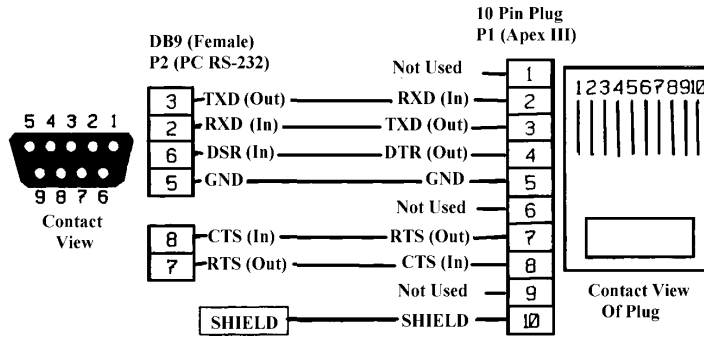 10 Pin Plug
P1 (Apex III)
DB9 (Female)
P2 (PC RS-232)
Not Used 1
3 TXD (Out) RXD (In) 2
2 RXD (In) TXD (Out) 3
6 DSR (In) DTR (Out) 4
5 GND GND 5
Not Used 6
8 CTS (In) RTS (Out) 7
7 RTS (Out) CTS (In) 8
Not Used 9
SHIELD SHIELD 10
5 4 3 2 1
9 8 7 6
Contact
View
12345678910
Contact View
Of Plug